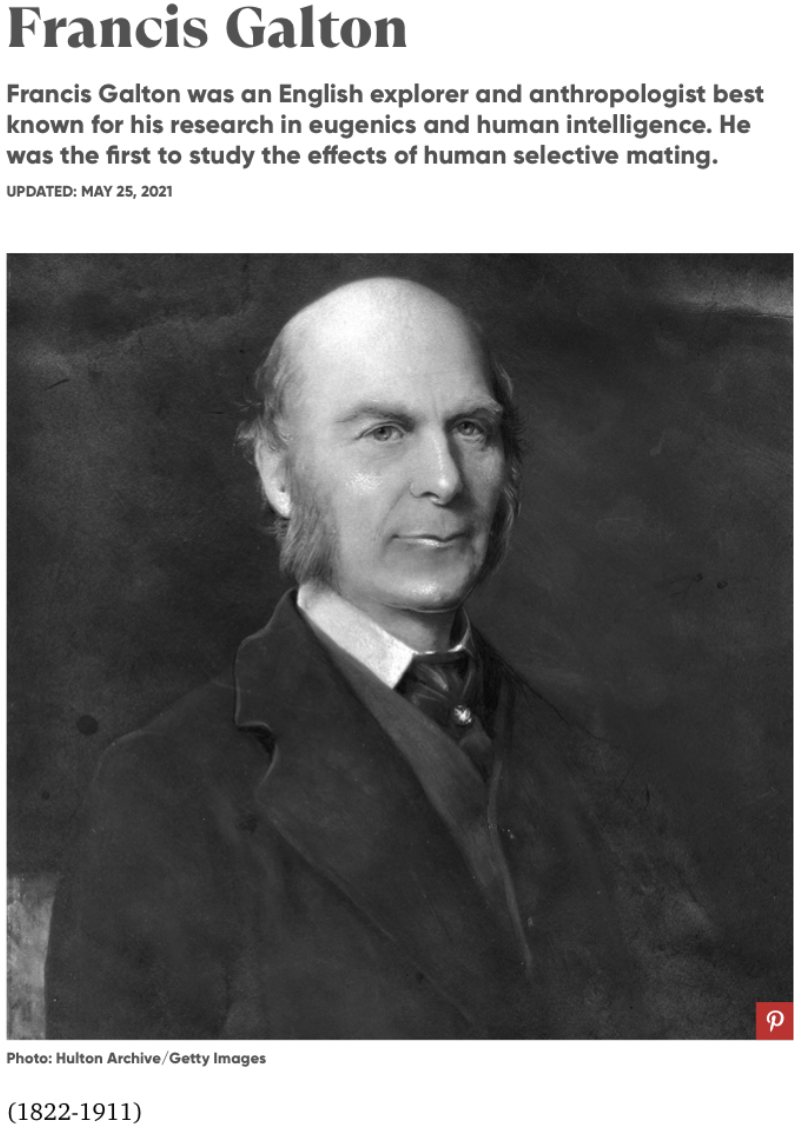 Francis Galton
Francis Galton was an English explorer and anthropologist best
known for his research in eugenics and human intelligence. He
was the first to study the effects of human selective mating.
UPDATED: MAY 25, 2021
Photo: Hulton Archive/Getty Images
(1822-1911)